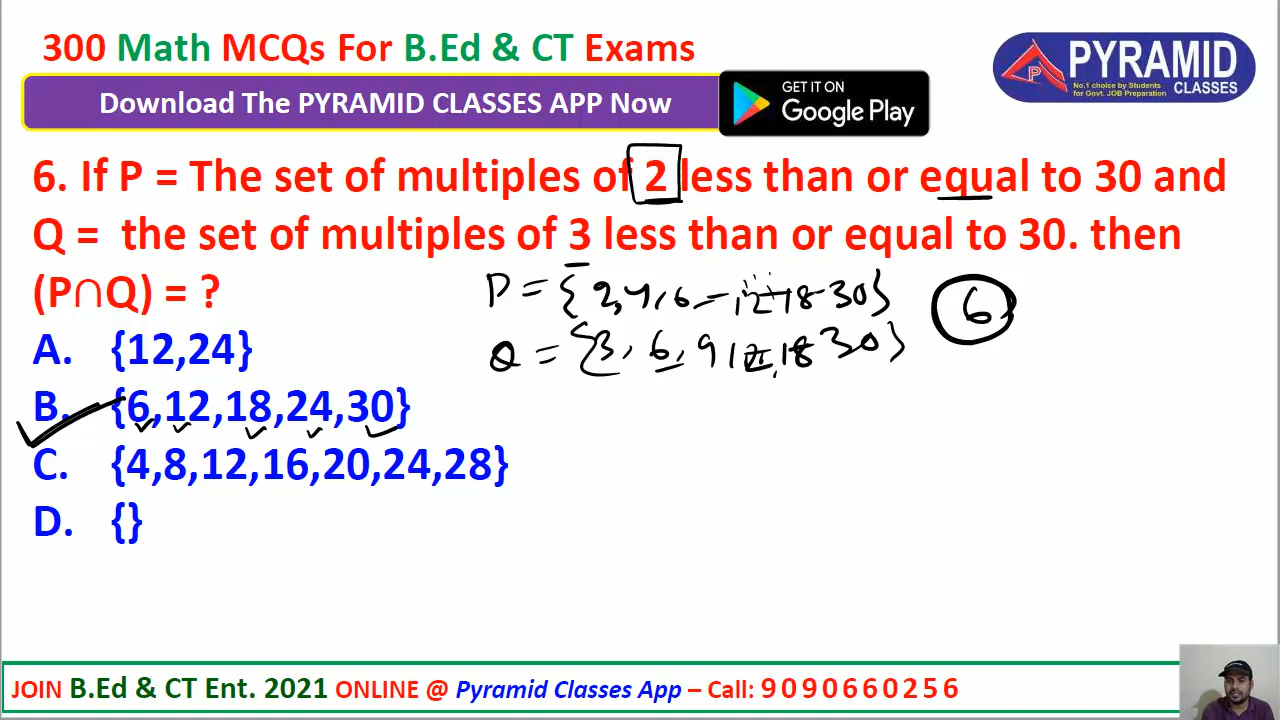 300 Math MCQs For B.Ed & CT Exams
PYRAMID
No.1 choice by Students
for Govt. JOB Preparation
CLASSES
Download The PYRAMID CLASSES APP Now
GET IT ON
Google Play
6. If P = The set of multiples of 2 less than or equal to 30 and
Q = the set of multiples of 3 less than or equal to 30. then
(P∩Q) = ?
P = {2,4,6 – 12 18 30}
6
Q = {3, 6, 9 12, 18 30}
A. {12,24}
B. {6,12,18,24,30}
C. {4,8,12,16,20,24,28}
D. {}
JOIN B.Ed & CT Ent. 2021 ONLINE @ Pyramid Classes App – Call: 9090660256